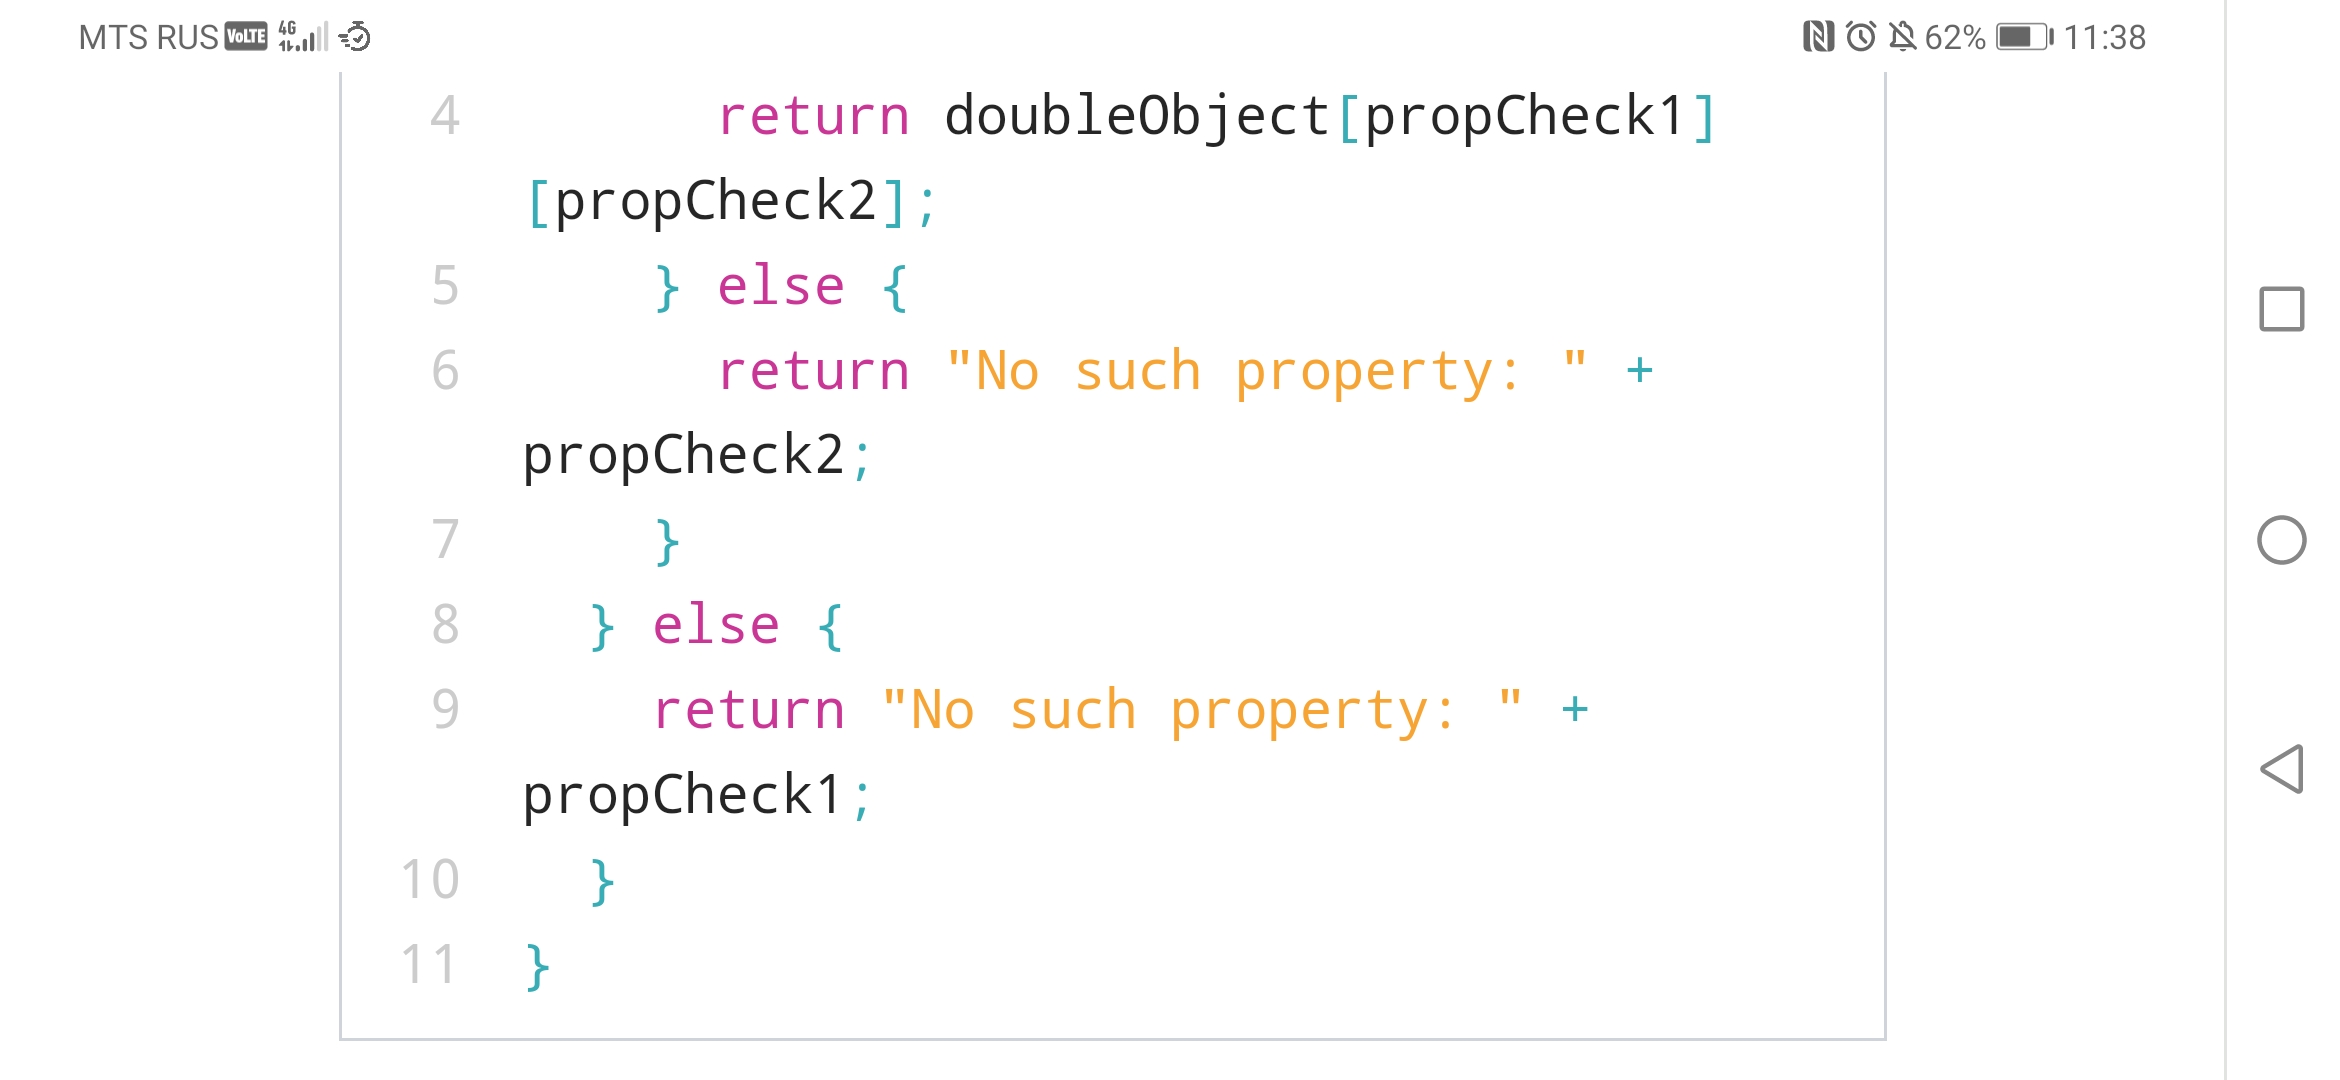 MTS RUS VoLTE 4G 62% 11:38
4 return doubleObject[propCheck1]
[propCheck2];
5 } else {
6 return "No such property: " +
propCheck2;
7 }
8 } else {
9 return "No such property: " +
propCheck1;
10 }
11 }